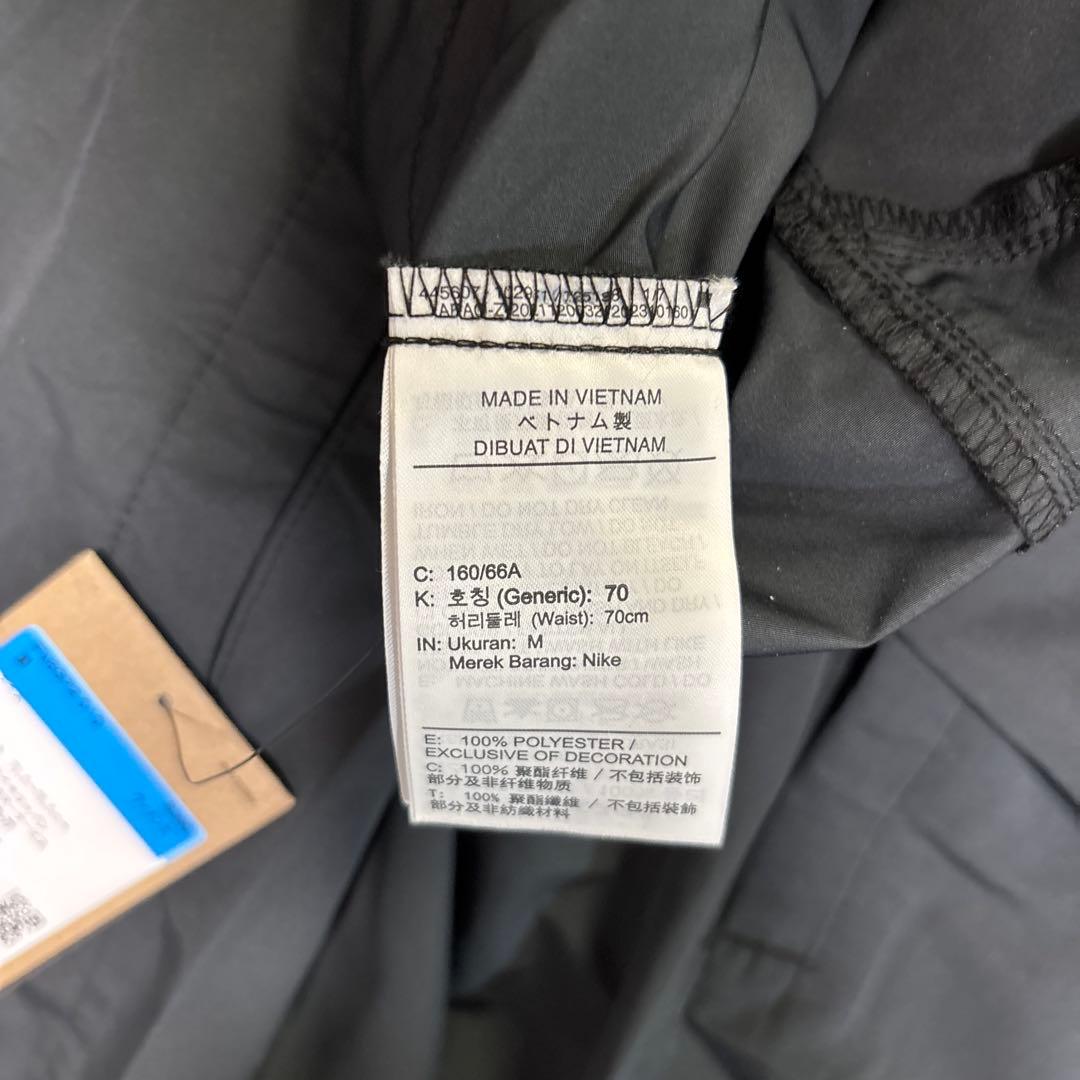 MADE IN VIETNAM
ベトナム製
DIBUAT DI VIETNAM
C: 160/66A
K: 호칭 (Generic): 70
허리둘레 (Waist): 70cm
IN: Ukuran: M
Merek Barang: Nike
E: 100% POLYESTER /
EXCLUSIVE OF DECORATION
C: 100% 聚酯纤维 / 不包括装饰
部分及非纤维物质
T: 100% 聚酯纖維 / 不包括裝飾
部分及非紡織材料